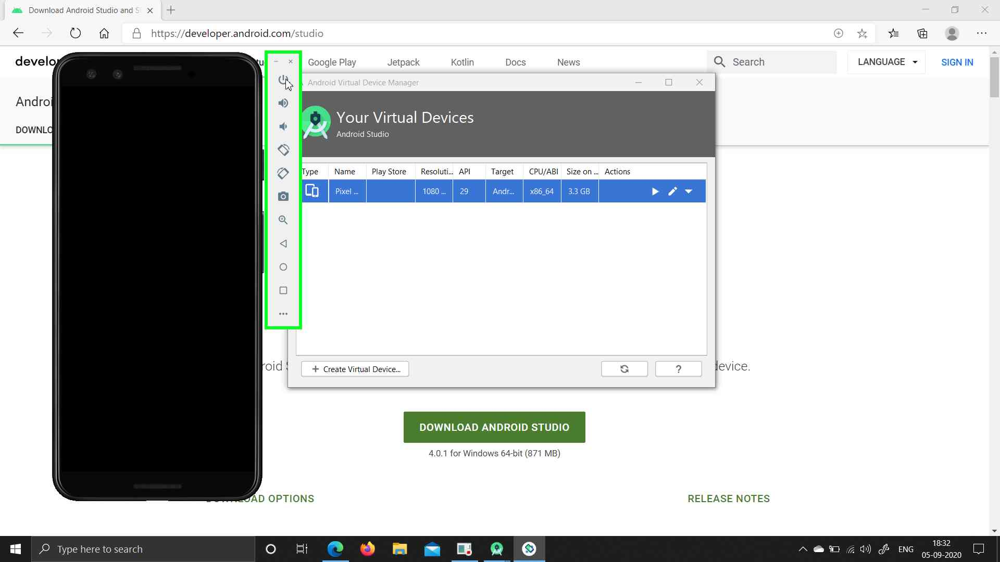 Download Android Studio and S
https://developer.android.com/studio
develo
Google Play
Jetpack
Kotlin
Docs
News
Search
LANGUAGE
SIGN IN
Android Virtual Device Manager
Androi
Your Virtual Devices
Android Studio
DOWNLO
Type Name Play Store Resoluti... API Target CPU/ABI Size on ... Actions
Pixel ... 1080 ... 29 Andr... x86_64 3.3 GB
Create Virtual Device...
?
roid S
device.
DOWNLOAD ANDROID STUDIO
4.0.1 for Windows 64-bit (871 MB)
DOWNLOAD OPTIONS
RELEASE NOTES
Type here to search
ENG
18:32
05-09-2020